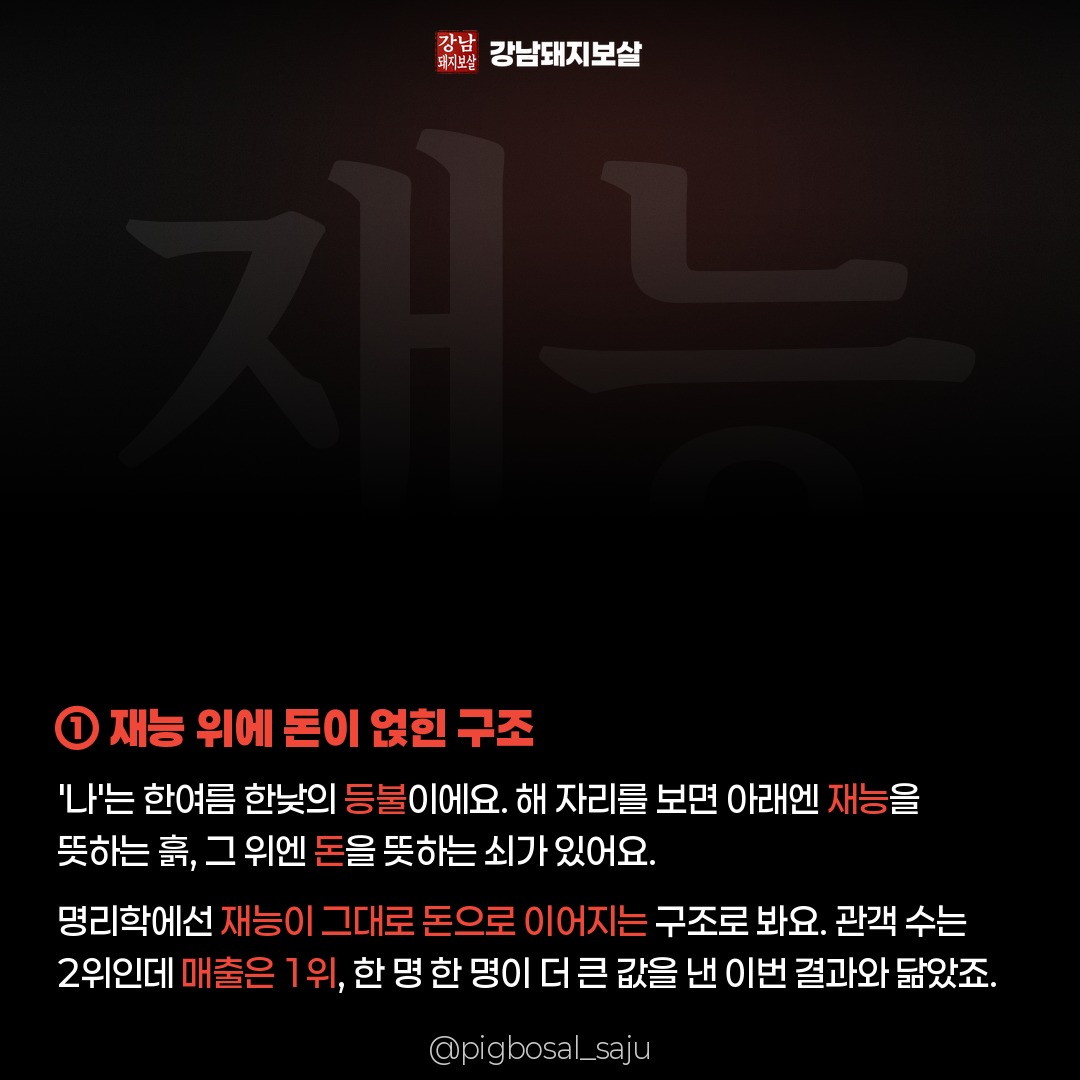 강남
돼지보살
강남돼지보살
재능
① 재능 위에 돈이 얹힌 구조
'나'는 한여름 한낮의 등불이에요. 해 자리를 보면 아래엔 재능을
뜻하는 흙, 그 위엔 돈을 뜻하는 쇠가 있어요.
명리학에선 재능이 그대로 돈으로 이어지는 구조로 봐요. 관객 수는
2위인데 매출은 1위, 한 명 한 명이 더 큰 값을 낸 이번 결과와 닮았죠.
@pigbosal_saju